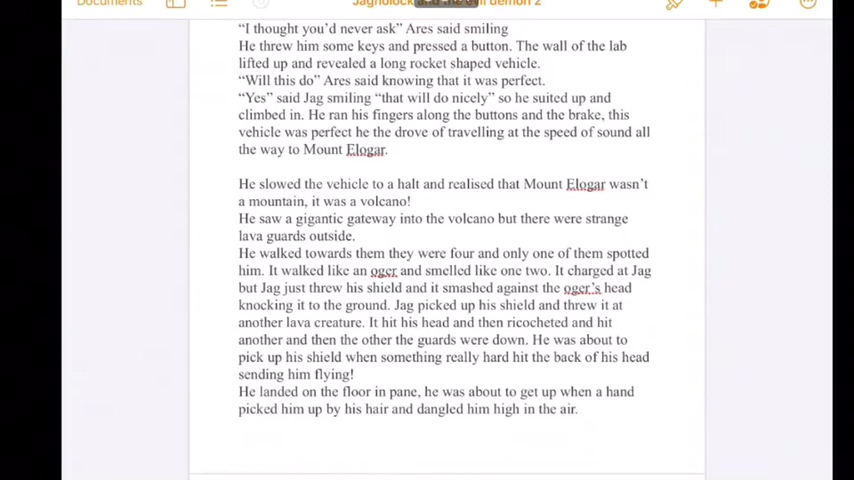 Documents
Jagholock and the evil demon 2
“I thought you’d never ask” Ares said smiling
He threw him some keys and pressed a button. The wall of the lab
lifted up and revealed a long rocket shaped vehicle.
“Will this do” Ares said knowing that it was perfect.
“Yes” said Jag smiling “that will do nicely” so he suited up and
climbed in. He ran his fingers along the buttons and the brake, this
vehicle was perfect he the drove of travelling at the speed of sound all
the way to Mount Elogar.
He slowed the vehicle to a halt and realised that Mount Elogar wasn’t
a mountain, it was a volcano!
He saw a gigantic gateway into the volcano but there were strange
lava guards outside.
He walked towards them they were four and only one of them spotted
him. It walked like an oger and smelled like one two. It charged at Jag
but Jag just threw his shield and it smashed against the oger’s head
knocking it to the ground. Jag picked up his shield and threw it at
another lava creature. It hit his head and then ricocheted and hit
another and then the other the guards were down. He was about to
pick up his shield when something really hard hit the back of his head
sending him flying!
He landed on the floor in pane, he was about to get up when a hand
picked him up by his hair and dangled him high in the air.